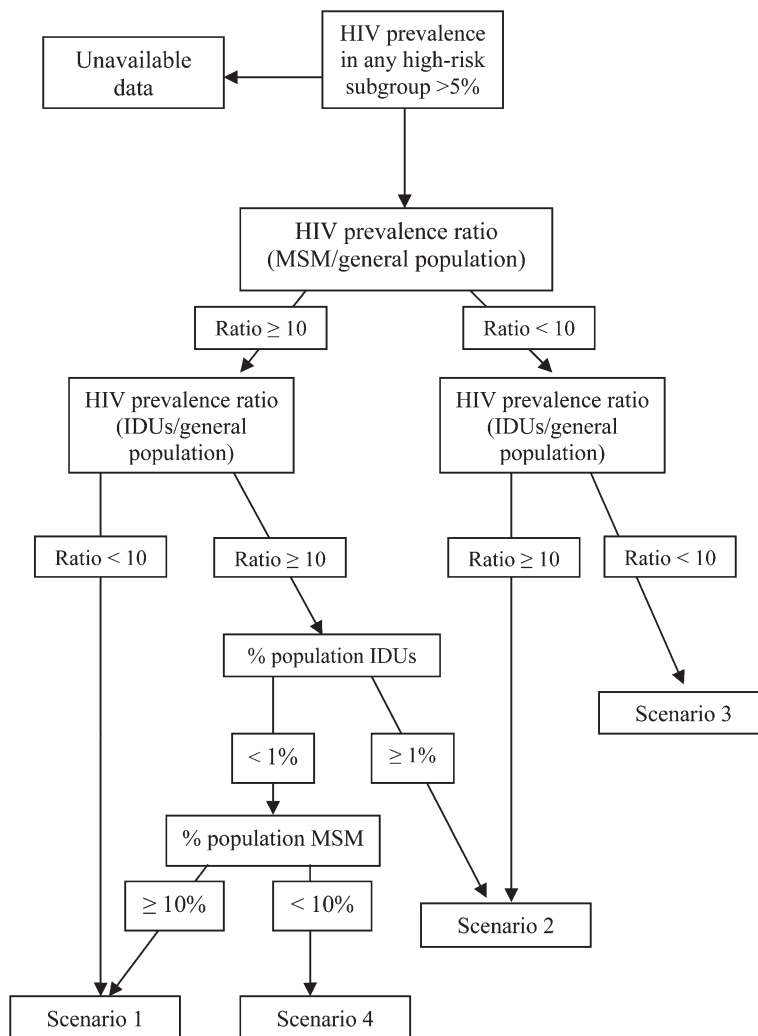 HIV prevalence
in any high-risk
subgroup >5%
Unavailable
data
HIV prevalence ratio
(MSM/general population)
Ratio ≥ 10
Ratio < 10
HIV prevalence ratio
(IDUs/general
population)
HIV prevalence ratio
(IDUs/general
population)
Ratio < 10
Ratio ≥ 10
Ratio ≥ 10
Ratio < 10
% population IDUs
Scenario 3
< 1%
≥ 1%
% population MSM
≥ 10%
< 10%
Scenario 2
Scenario 1
Scenario 4